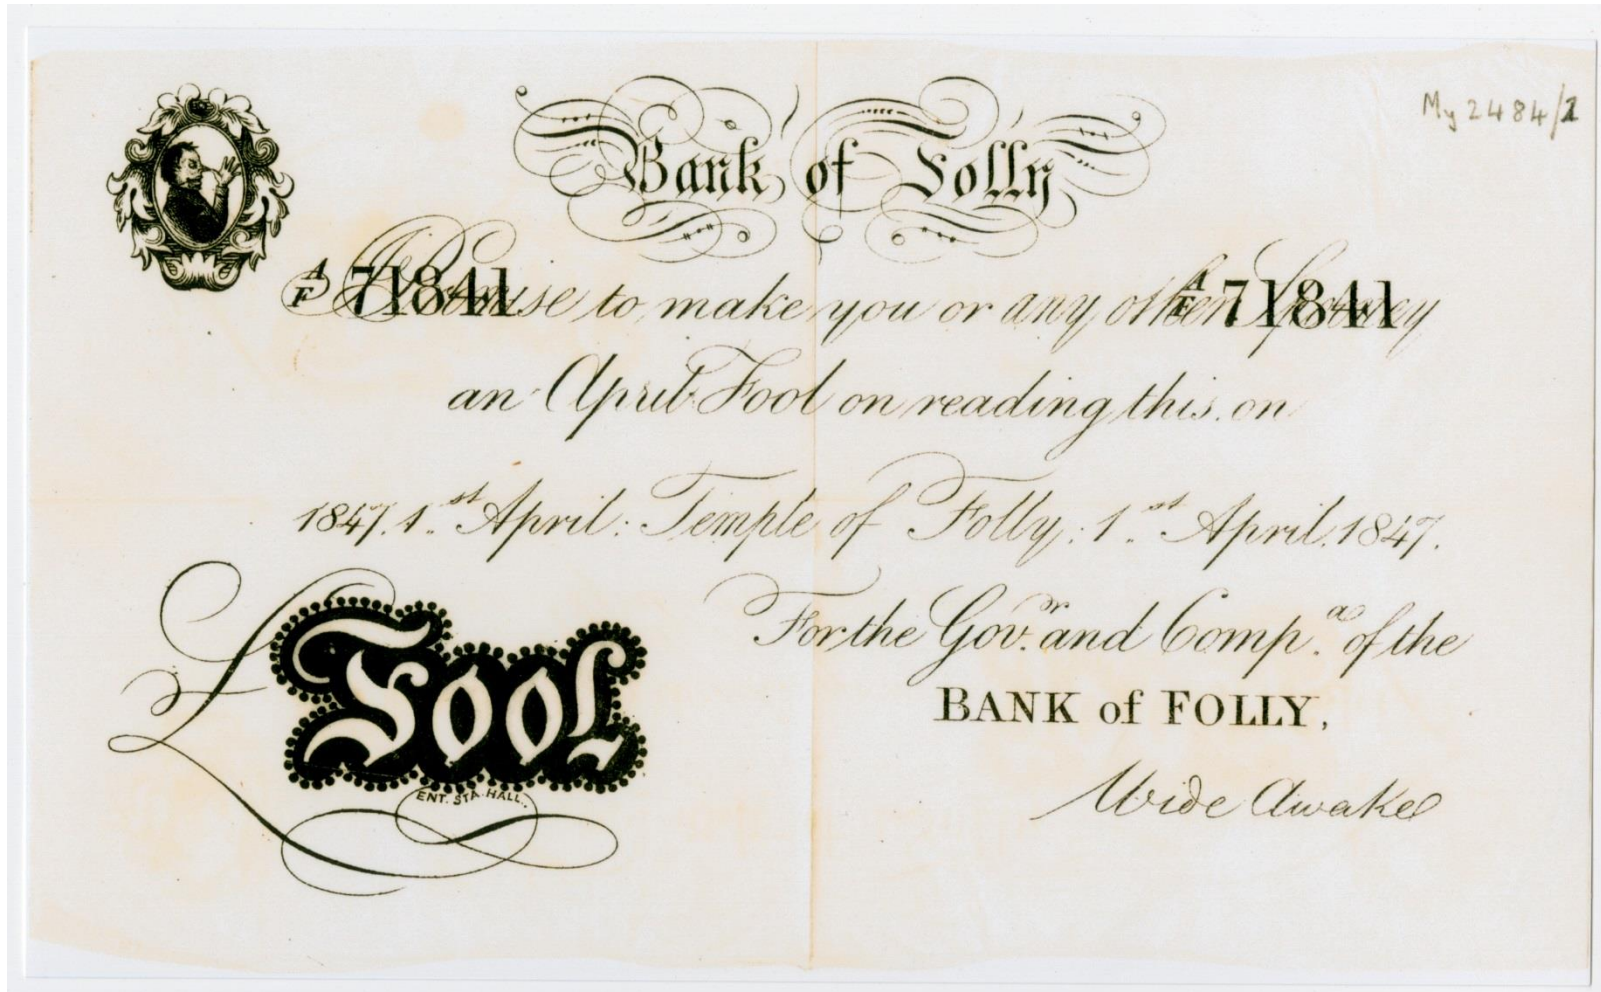 My 2484/1
Bank of Folly
A/F 71841 A/F 71841
I Promise to make you or any other Spooney
an April Fool on reading this on
1847. 1st April: Temple of Folly: 1st April. 1847.
For the Govr. and Compa. of the
BANK of FOLLY,
£ Fool
ENT. STA. HALL.
Wide Awake